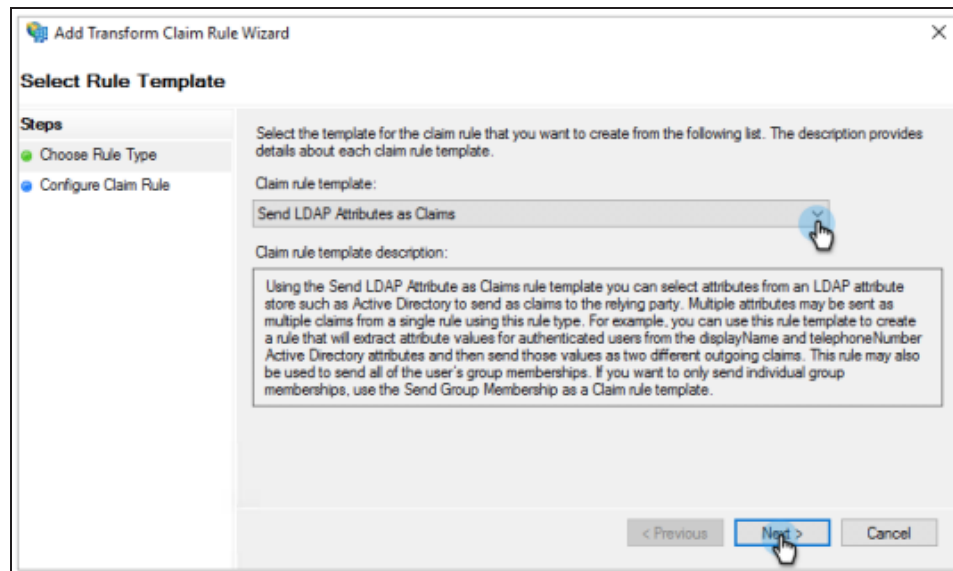 Add Transform Claim Rule Wizard
Select Rule Template
Steps
Choose Rule Type
Configure Claim Rule
Select the template for the claim rule that you want to create from the following list. The description provides
details about each claim rule template.
Claim rule template:
Send LDAP Attributes as Claims
Claim rule template description:
Using the Send LDAP Attribute as Claims rule template you can select attributes from an LDAP attribute
store such as Active Directory to send as claims to the relying party. Multiple attributes may be sent as
multiple claims from a single rule using this rule type. For example, you can use this rule template to create
a rule that will extract attribute values for authenticated users from the displayName and telephoneNumber
Active Directory attributes and then send those values as two different outgoing claims. This rule may also
be used to send all of the user's group memberships. If you want to only send individual group
memberships, use the Send Group Membership as a Claim rule template.
< Previous
Next >
Cancel